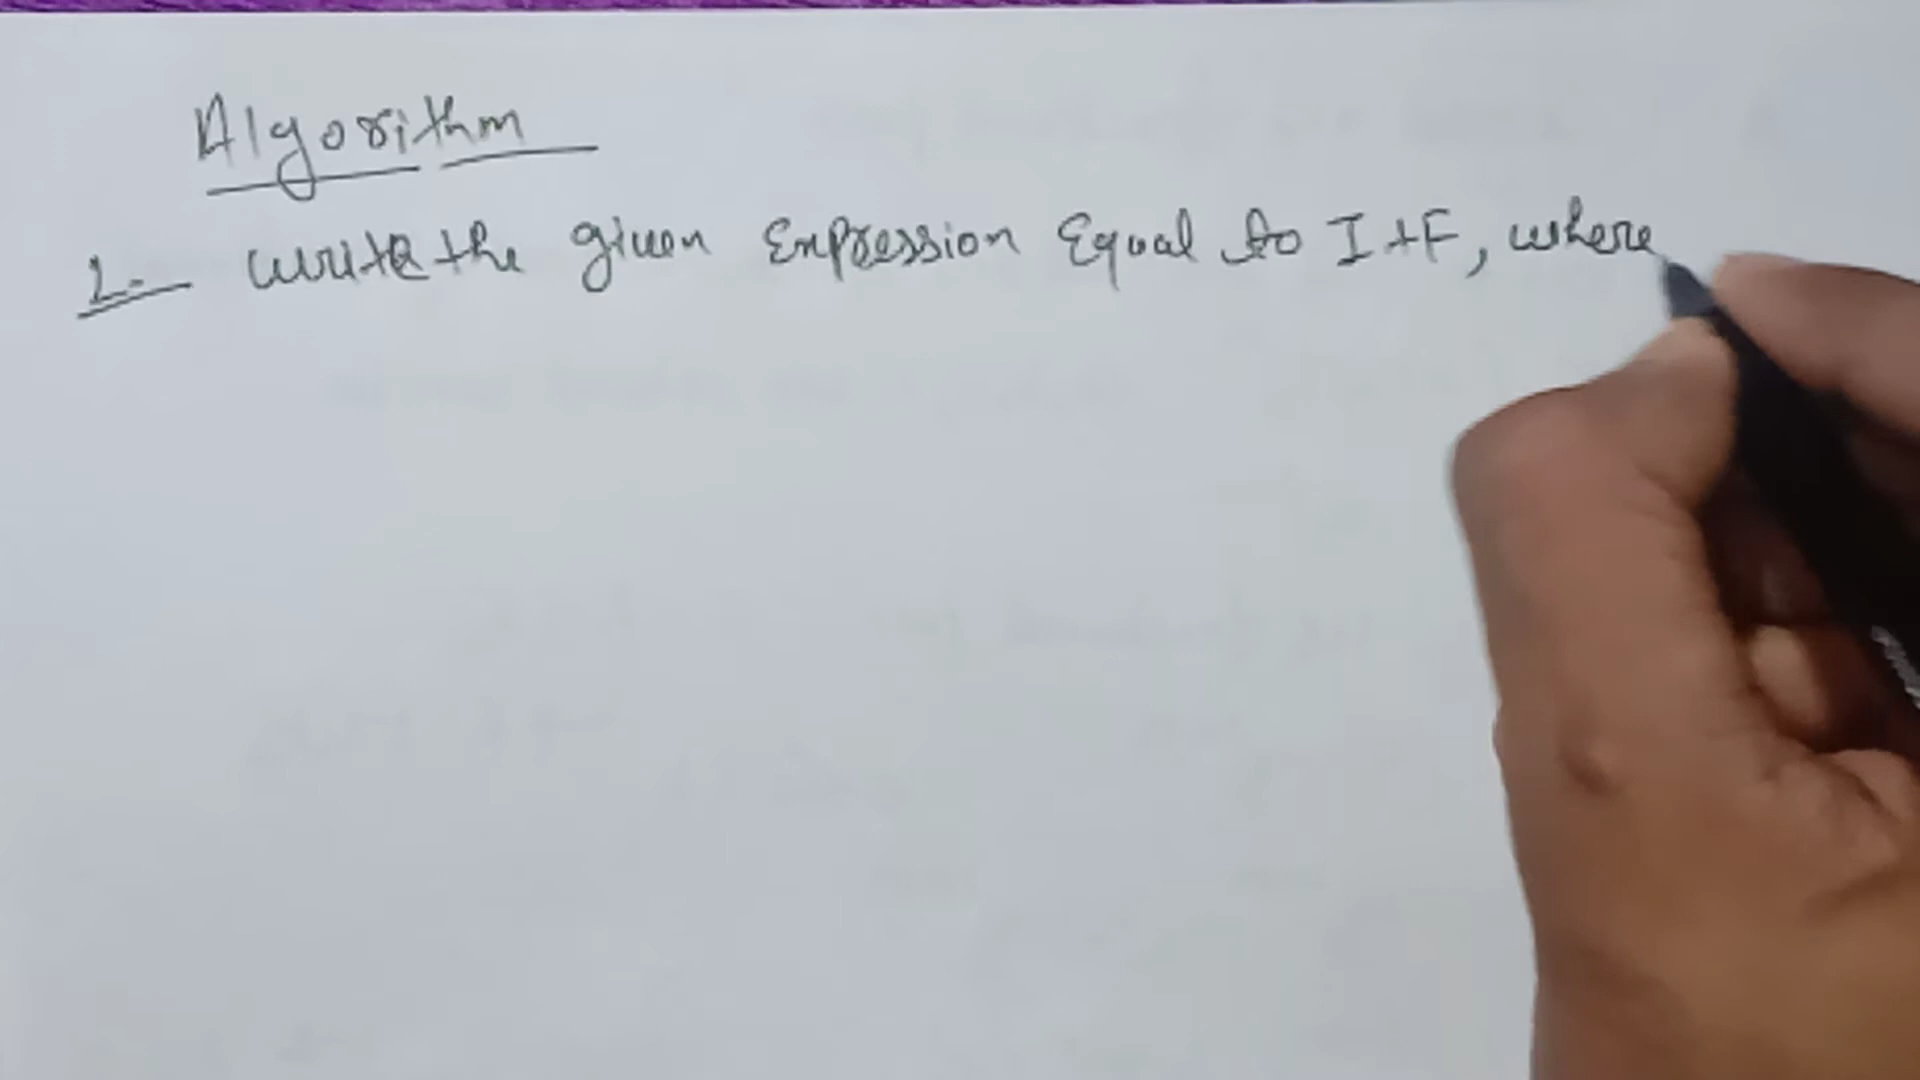 Algorithm
1. write the given Expression Equal to I+F, where